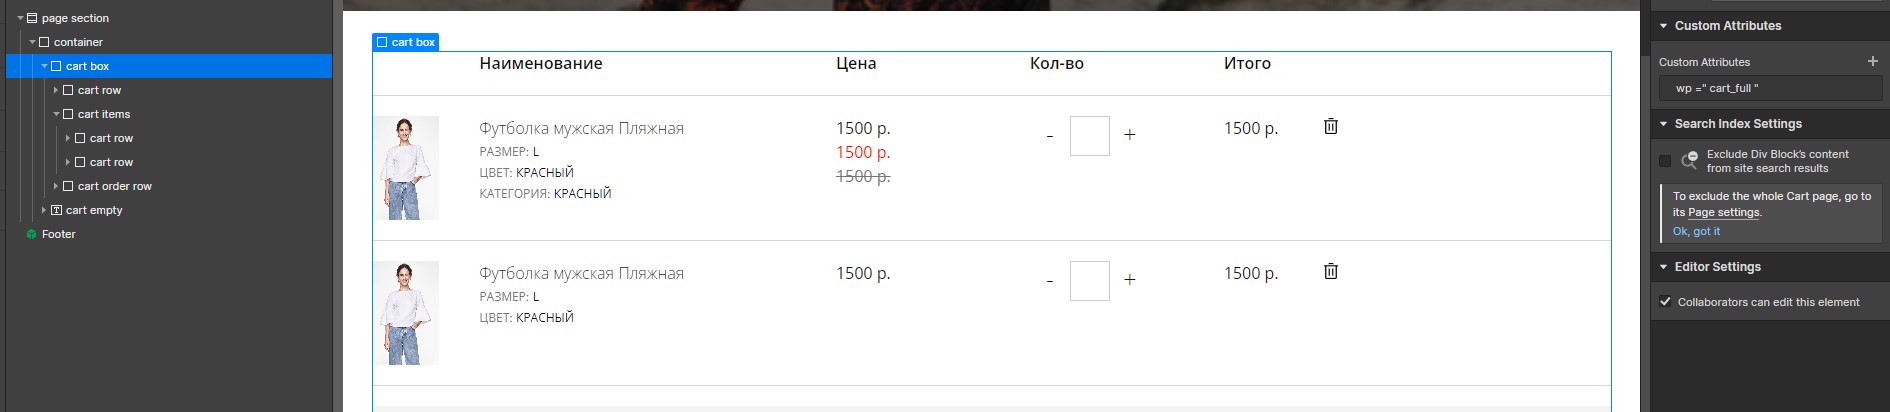 page section
container
cart box
cart row
cart items
cart row
cart row
cart order row
cart empty
Footer
cart box
Наименование Цена Кол-во Итого
Футболка мужская Пляжная 1500 р. - + 1500 р.
РАЗМЕР: L 1500 р.
ЦВЕТ: КРАСНЫЙ 1500 р.
КАТЕГОРИЯ: КРАСНЫЙ
Футболка мужская Пляжная 1500 р. - + 1500 р.
РАЗМЕР: L
ЦВЕТ: КРАСНЫЙ
Custom Attributes
Custom Attributes +
wp =" cart_full "
Search Index Settings
Exclude Div Block's content
from site search results
To exclude the whole Cart page, go to
its Page settings.
Ok, got it
Editor Settings
Collaborators can edit this element